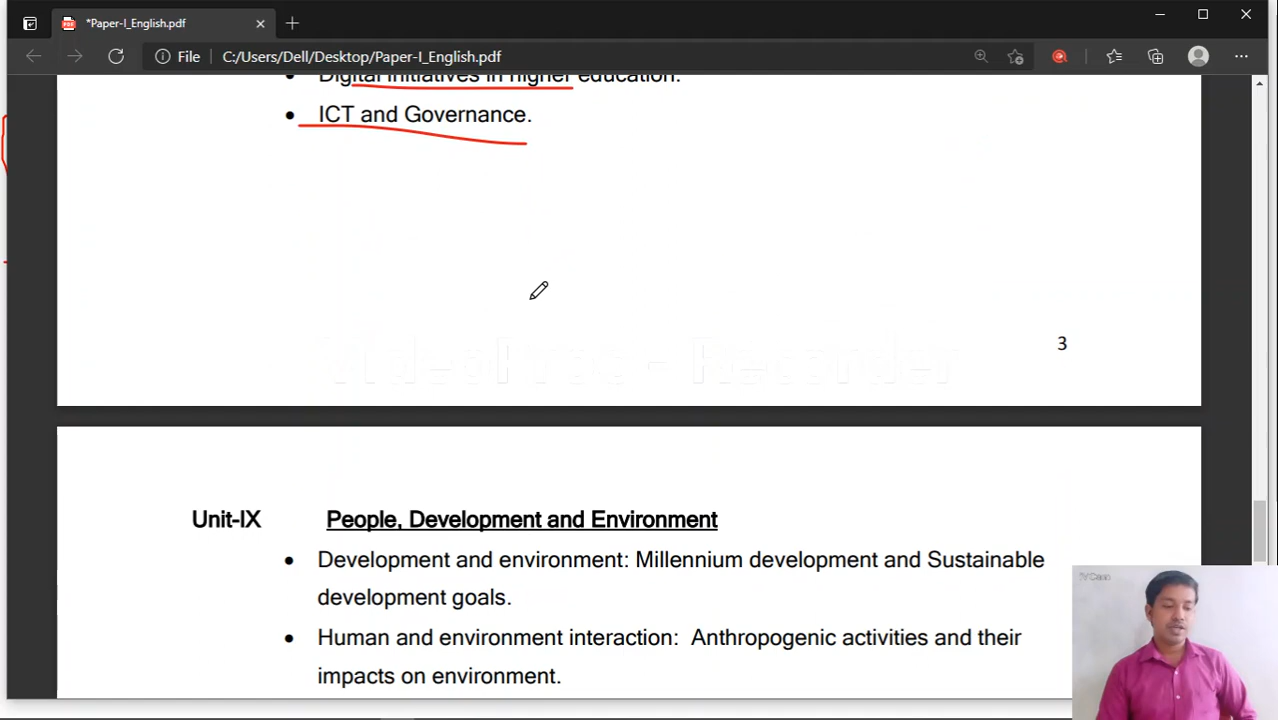 *Paper-I_English.pdf
File
C:/Users/Dell/Desktop/Paper-I_English.pdf
Digital initiatives in higher education.
ICT and Governance.
VideoProc - Recorder
3
Unit-IX People, Development and Environment
Development and environment: Millennium development and Sustainable
development goals.
Human and environment interaction: Anthropogenic activities and their
impacts on environment.